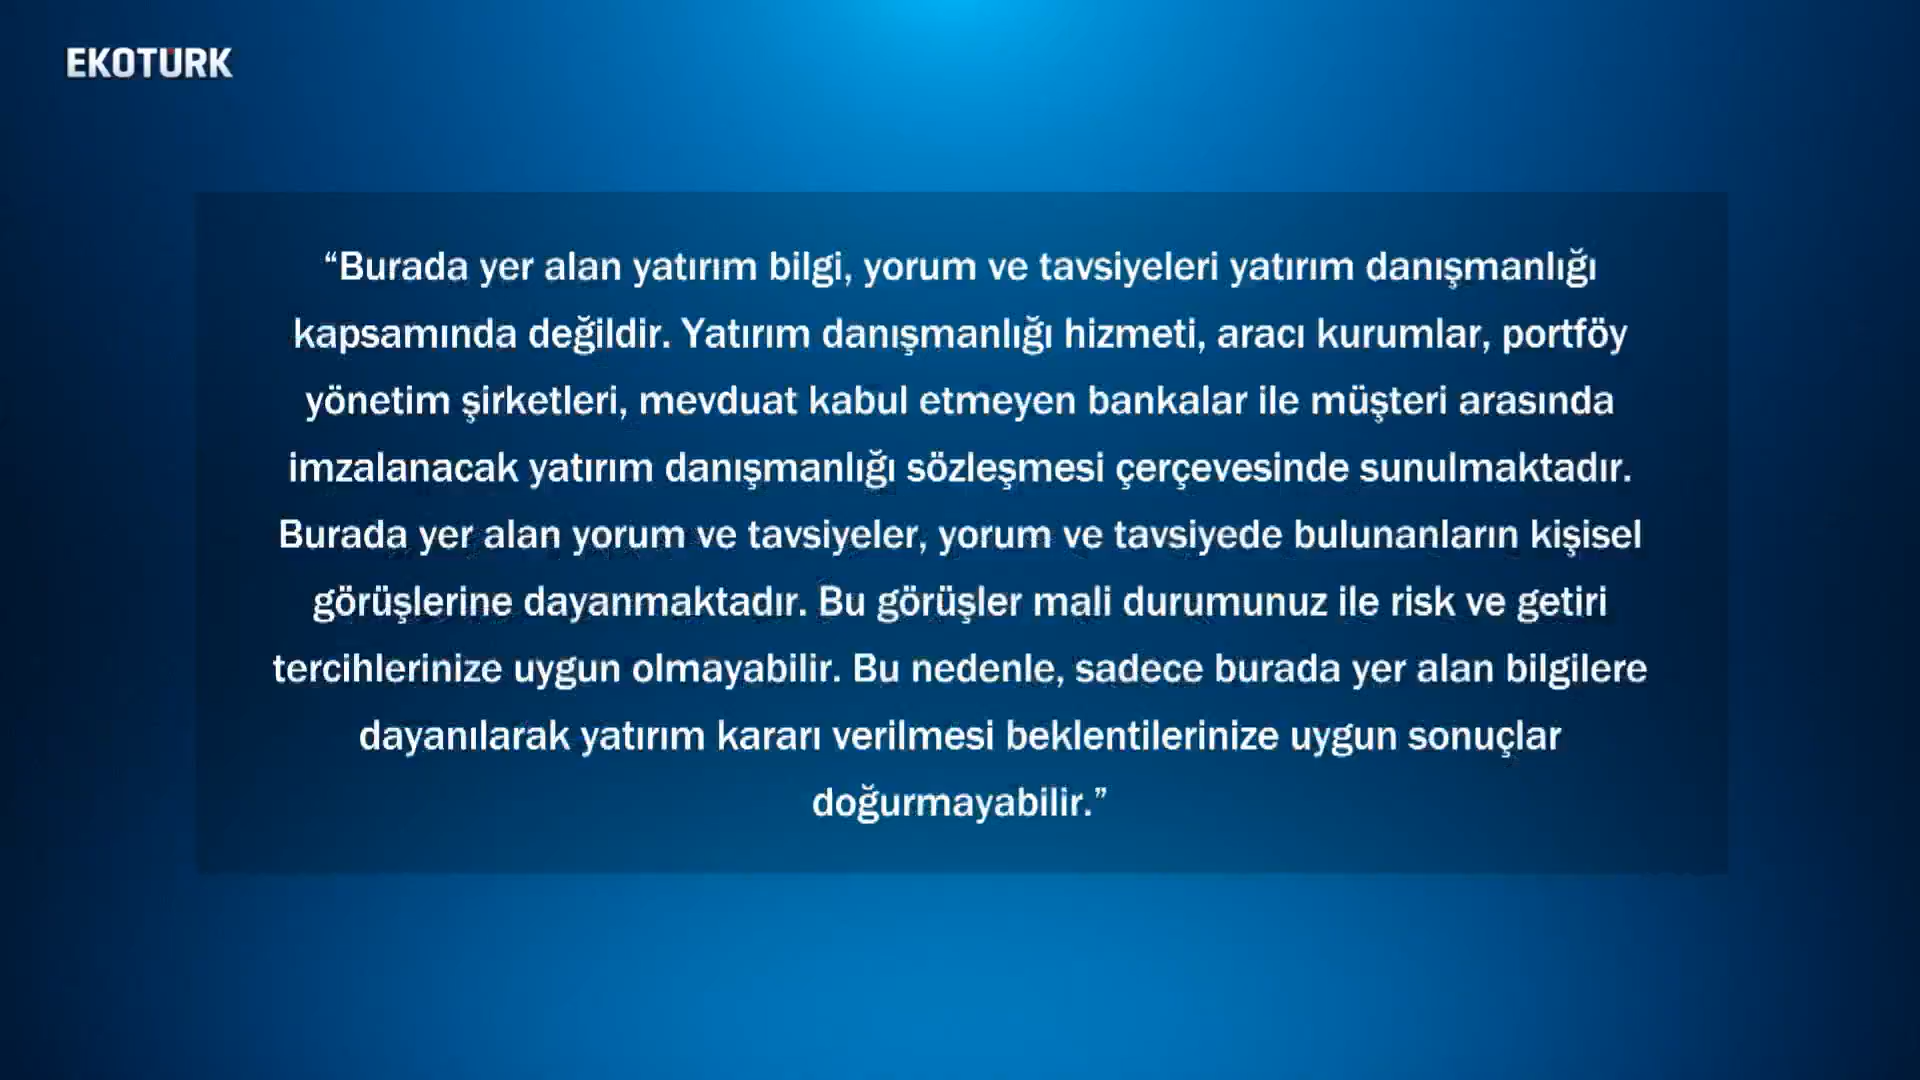 EKOTÜRK
“Burada yer alan yatırım bilgi, yorum ve tavsiyeleri yatırım danışmanlığı
kapsamında değildir. Yatırım danışmanlığı hizmeti, aracı kurumlar, portföy
yönetim şirketleri, mevduat kabul etmeyen bankalar ile müşteri arasında
imzalanacak yatırım danışmanlığı sözleşmesi çerçevesinde sunulmaktadır.
Burada yer alan yorum ve tavsiyeler, yorum ve tavsiyede bulunanların kişisel
görüşlerine dayanmaktadır. Bu görüşler mali durumunuz ile risk ve getiri
tercihlerinize uygun olmayabilir. Bu nedenle, sadece burada yer alan bilgilere
dayanılarak yatırım kararı verilmesi beklentilerinize uygun sonuçlar
doğurmayabilir.”